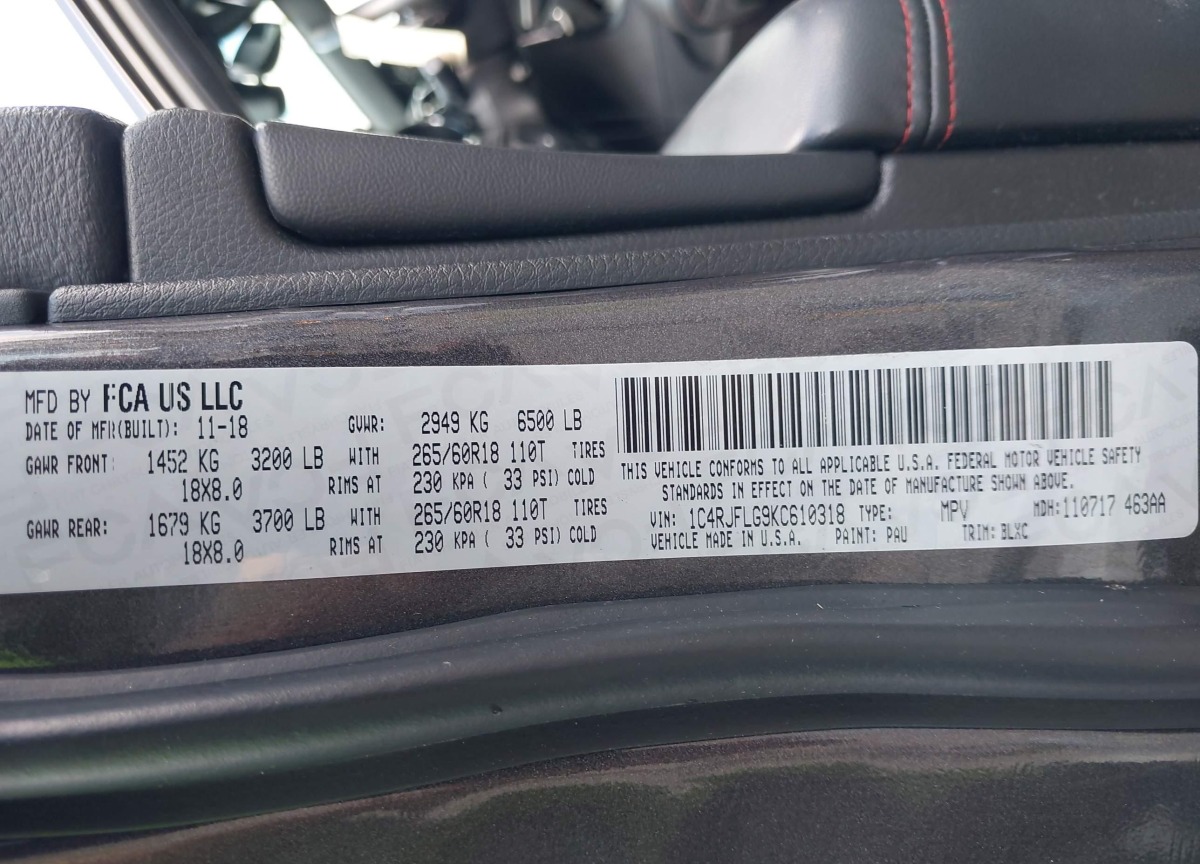 MFD BY FCA US LLC
DATE OF MFR(BUILT): 11-18 GVWR: 2949 KG 6500 LB
GAWR FRONT: 1452 KG 3200 LB WITH 265/60R18 110T TIRES
18X8.0 RIMS AT 230 KPA ( 33 PSI) COLD
GAWR REAR: 1679 KG 3700 LB WITH 265/60R18 110T TIRES
18X8.0 RIMS AT 230 KPA ( 33 PSI) COLD
THIS VEHICLE CONFORMS TO ALL APPLICABLE U.S.A. FEDERAL MOTOR VEHICLE SAFETY
STANDARDS IN EFFECT ON THE DATE OF MANUFACTURE SHOWN ABOVE.
VIN: 1C4RJFLG9KC610318 TYPE: MPV MDH:110717 463AA
VEHICLE MADE IN U.S.A. PAINT: PAU TRIM: BLXC